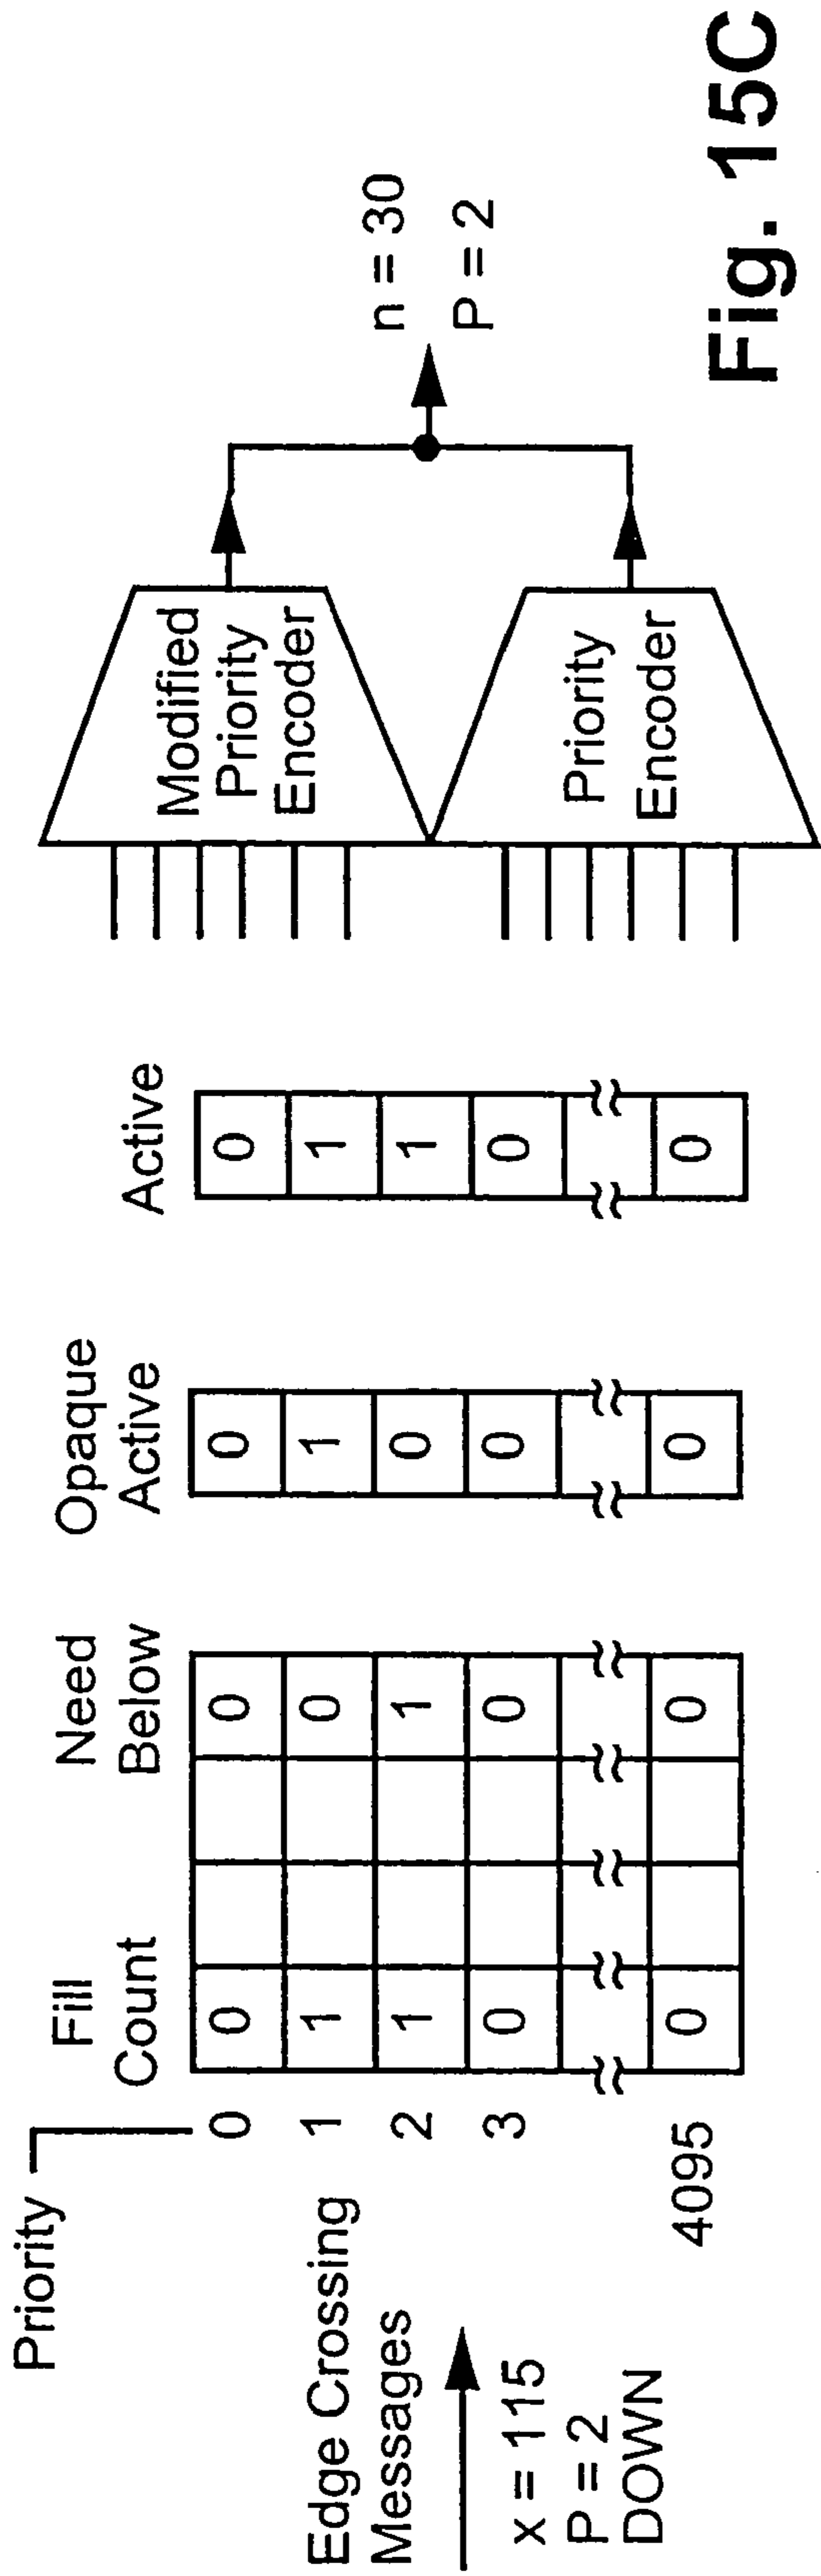 Priority
Edge Crossing
Messages
x = 115
P = 2
DOWN
Fill
Count
Need
Below
Opaque
Active
Active
0 0 0 0 0
1 1 0 1 1
2 1 1 0 1
3 0 0 0 0
4095 0 0 0 0
Modified
Priority
Encoder
Priority
Encoder
n = 30
P = 2
Fig. 15C